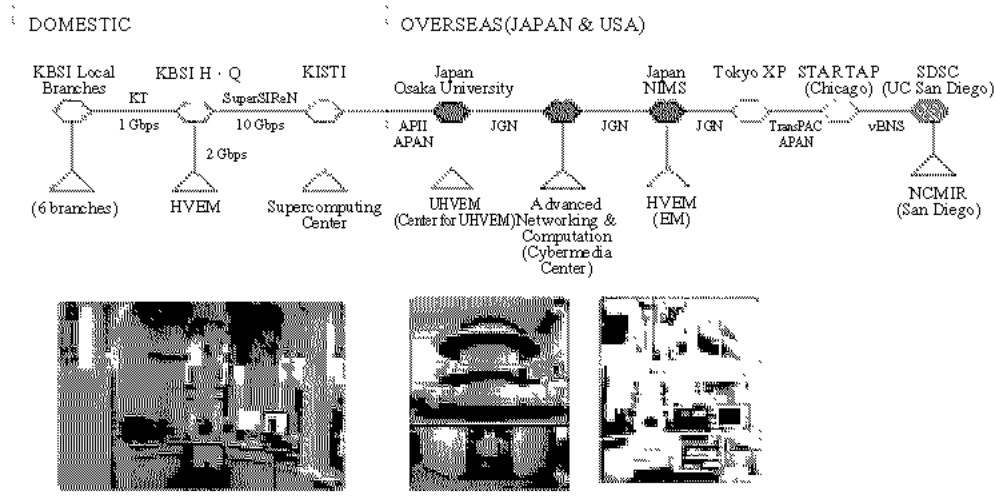 DOMESTIC
OVERSEAS(JAPAN & USA)
KBSI Local
Branches
KBSI H · Q
KISTI
Japan
Osaka University
Japan
NIMS
Tokyo XP
STARTAP
(Chicago)
SDSC
(UC San Diego)
KT
1 Gbps
SuperSIReN
10 Gbps
2 Gbps
APII
APAN
JGN
JGN
JGN
TransPAC
APAN
vBNS
(6 branches)
HVEM
Supercomputing
Center
UHVEM
(Center for UHVEM)
Advanced
Networking &
Computation
(Cybermedia
Center)
HVEM
(EM)
NCMIR
(San Diego)